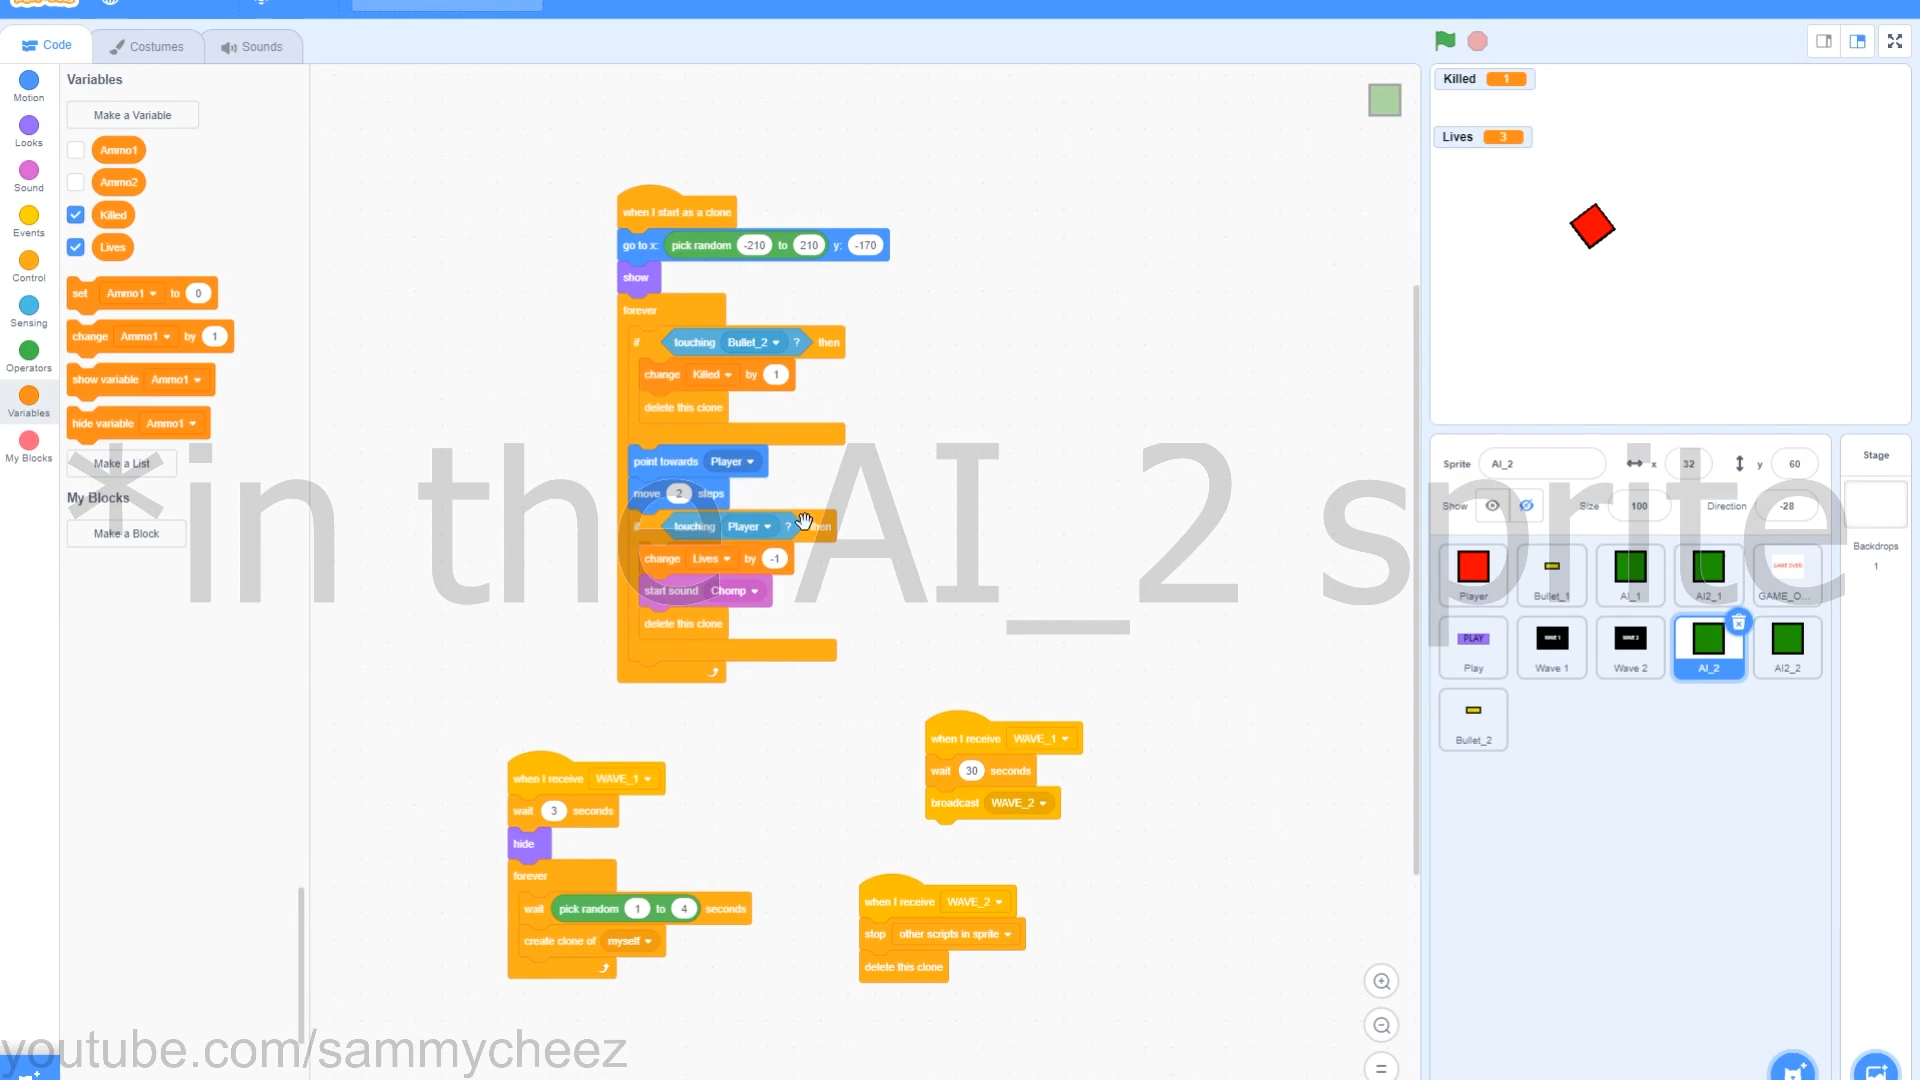 Code
Costumes
Sounds
Motion
Looks
Sound
Events
Control
Sensing
Operators
Variables
My Blocks
Variables
Make a Variable
Ammo1
Ammo2
Killed
Lives
set Ammo1 to 0
change Ammo1 by 1
show variable Ammo1
hide variable Ammo1
Make a List
My Blocks
Make a Block
when I start as a clone
go to x: pick random -210 to 210 y: -170
show
forever
if touching Bullet_2 ? then
change Killed by 1
delete this clone
point towards Player
move 2 steps
if touching Player ? then
change Lives by -1
start sound Chomp
delete this clone
*in the AI_2 sprite
when I receive WAVE_1
wait 3 seconds
hide
forever
wait pick random 1 to 4 seconds
create clone of myself
when I receive WAVE_1
wait 30 seconds
broadcast WAVE_2
when I receive WAVE_2
stop other scripts in sprite
delete this clone
Killed 1
Lives 3
Sprite AI_2 x 32 y 60
Show Size 100 Direction -28
Player
Bullet_1
AI_1
AI2_1
GAME OVER
GAME_O...
PLAY
Play
WAVE 1
Wave 1
WAVE 2
Wave 2
AI_2
AI2_2
Bullet_2
Stage
Backdrops
1
youtube.com/sammycheez